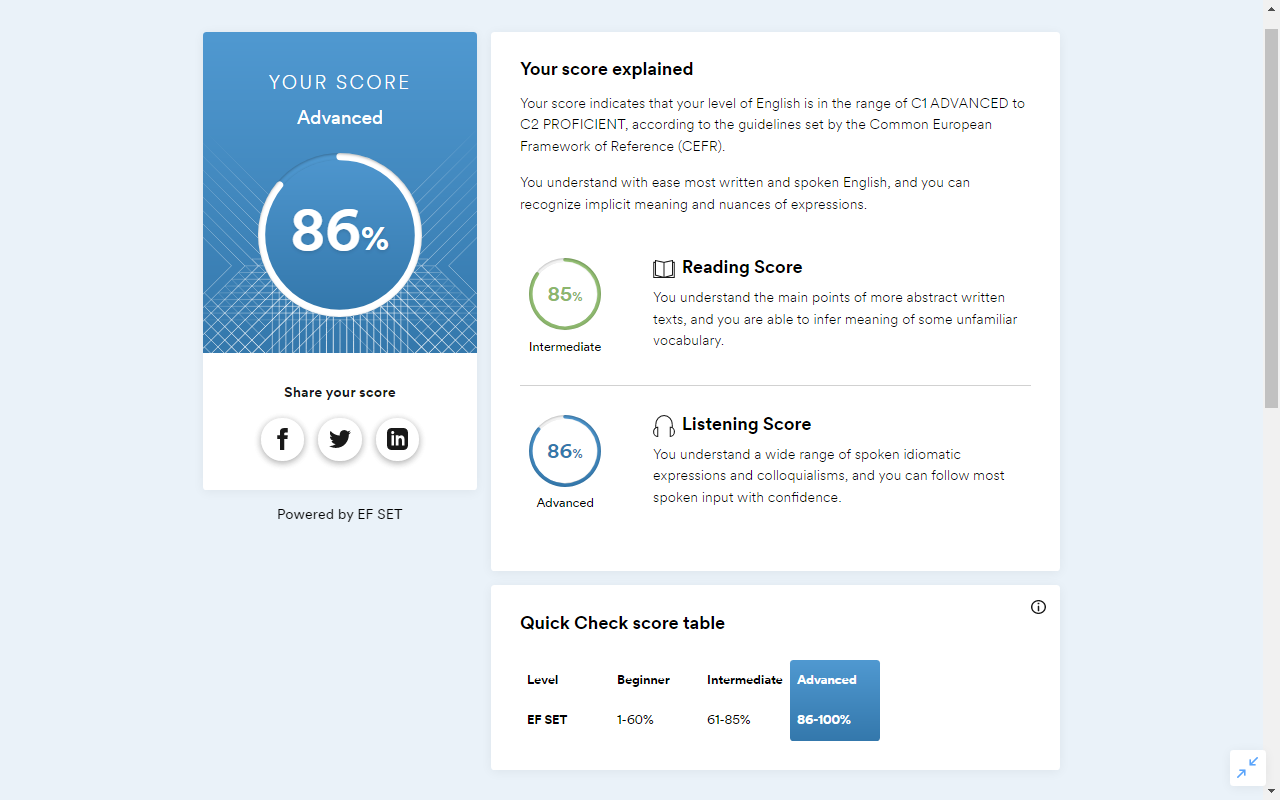 YOUR SCORE
Advanced
86%
Share your score
Powered by EF SET
Your score explained
Your score indicates that your level of English is in the range of C1 ADVANCED to
C2 PROFICIENT, according to the guidelines set by the Common European
Framework of Reference (CEFR).
You understand with ease most written and spoken English, and you can
recognize implicit meaning and nuances of expressions.
85%
Intermediate
Reading Score
You understand the main points of more abstract written
texts, and you are able to infer meaning of some unfamiliar
vocabulary.
86%
Advanced
Listening Score
You understand a wide range of spoken idiomatic
expressions and colloquialisms, and you can follow most
spoken input with confidence.
Quick Check score table
Level Beginner Intermediate Advanced
EF SET 1-60% 61-85% 86-100%